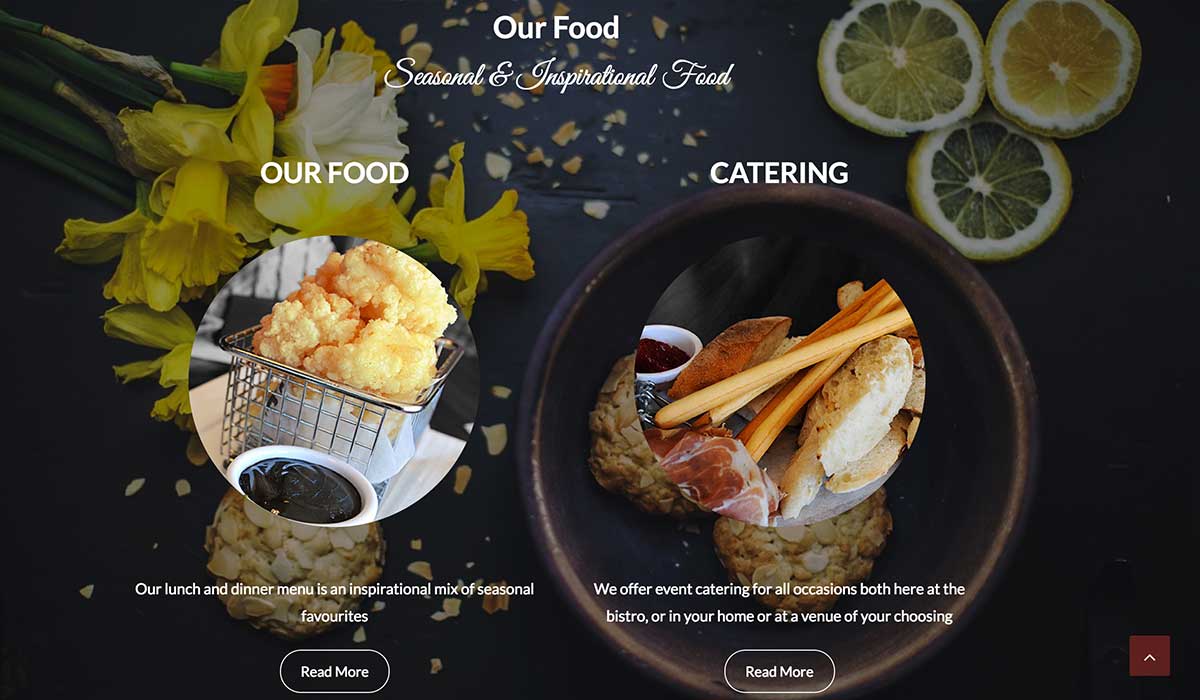 Our Food
Seasonal & Inspirational Food
OUR FOOD
Our lunch and dinner menu is an inspirational mix of seasonal
favourites
Read More
CATERING
We offer event catering for all occasions both here at the
bistro, or in your home or at a venue of your choosing
Read More